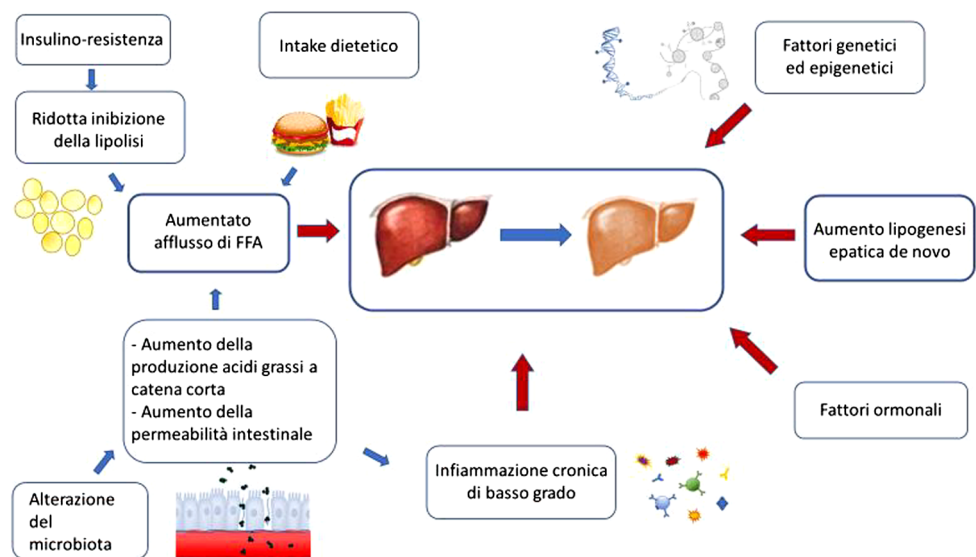 Insulino-resistenza
Intake dietetico
Fattori genetici
ed epigenetici
Ridotta inibizione
della lipolisi
Aumentato
afflusso di FFA
Aumento lipogenesi
epatica de novo
- Aumento della
produzione acidi grassi a
catena corta
- Aumento della
permeabilità intestinale
Fattori ormonali
Infiammazione cronica
di basso grado
Alterazione
del
microbiota